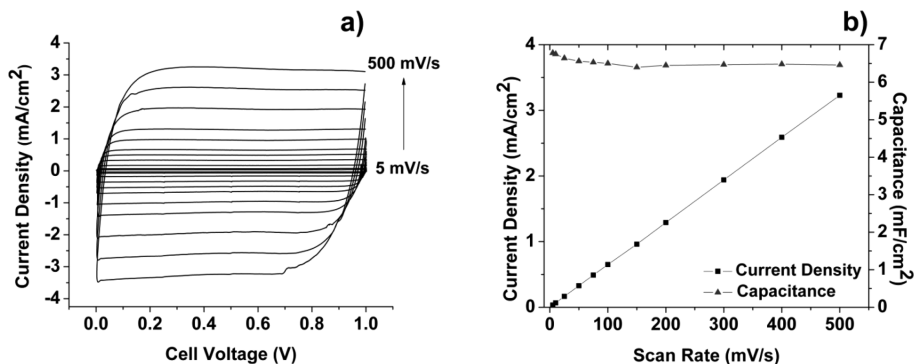 a)
Current Density (mA/cm²)
4
3
2
1
0
-1
-2
-3
-4
500 mV/s
5 mV/s
0.0 0.2 0.4 0.6 0.8 1.0
Cell Voltage (V)
b)
Current Density (mA/cm²)
4
3
2
1
0
Current Density
Capacitance
7
6
5
4
3
2
1
0
Capacitance (mF/cm²)
0 100 200 300 400 500
Scan Rate (mV/s)